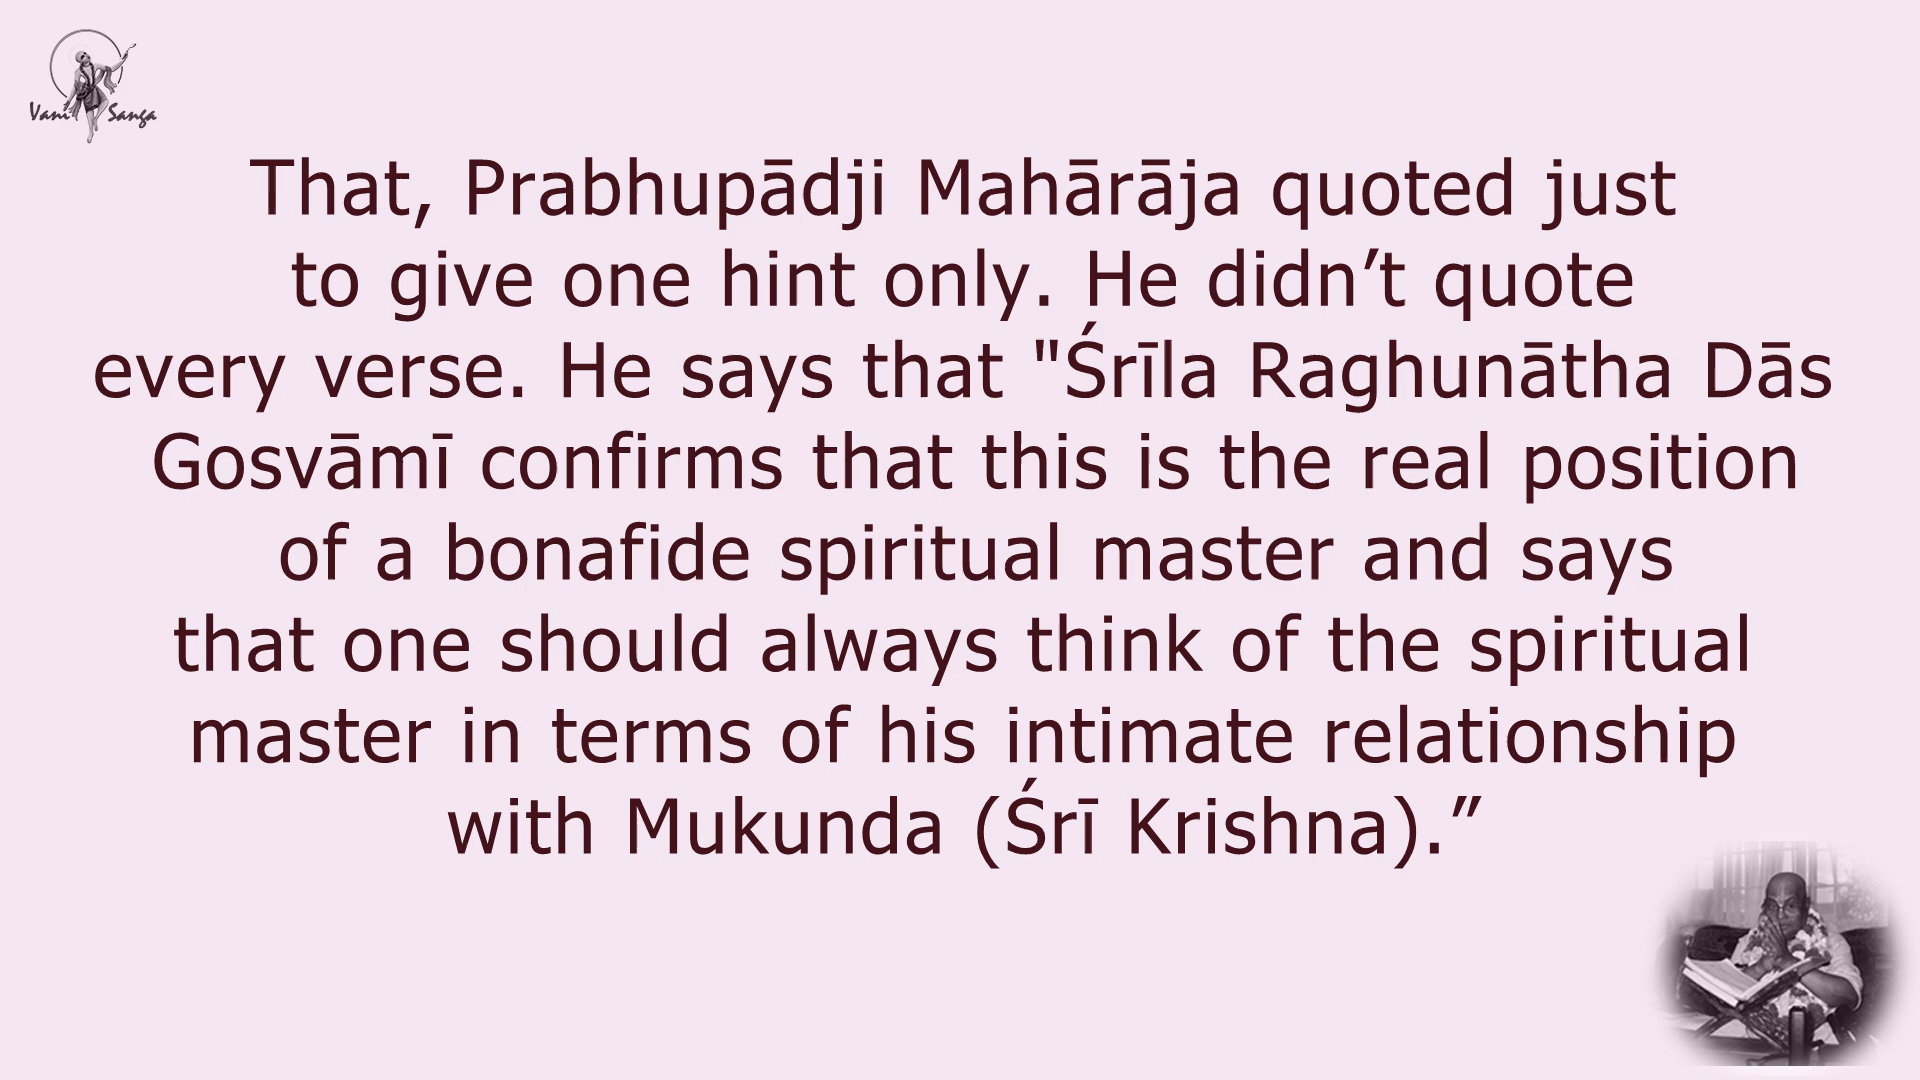 Vani Sanga
That, Prabhupādji Mahārāja quoted just
to give one hint only. He didn’t quote
every verse. He says that "Śrīla Raghunātha Dās
Gosvāmī confirms that this is the real position
of a bonafide spiritual master and says
that one should always think of the spiritual
master in terms of his intimate relationship
with Mukunda (Śrī Krishna).”